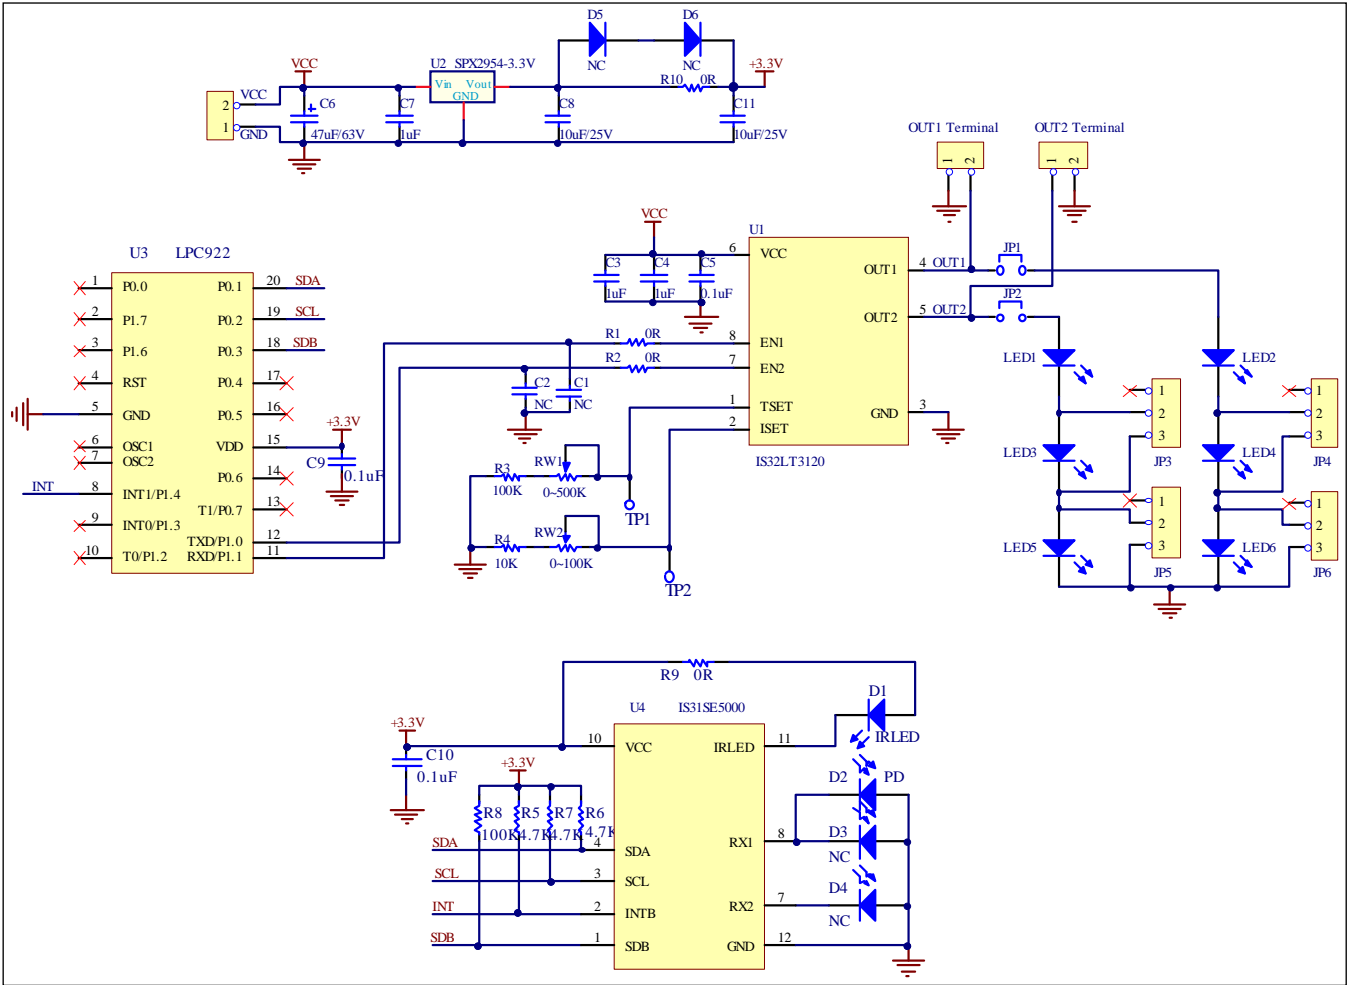 D5
D6
NC
NC
VCC
U2 SPX2954-3.3V
+3.3V
R10 0R
Vin Vout
GND
2 VCC
1 GND
C6
47uF/63V
C7
1uF
C8
10uF/25V
C11
10uF/25V
OUT1 Terminal
OUT2 Terminal
1 2
1 2
U3 LPC922
1 P0.0
2 P1.7
3 P1.6
4 RST
5 GND
6 OSC1
7 OSC2
8 INT1/P1.4
INT
9 INT0/P1.3
10 T0/P1.2
P0.1 20 SDA
P0.2 19 SCL
P0.3 18 SDB
P0.4 17
P0.5 16
VDD 15
P0.6 14
T1/P0.7 13
TXD/P1.0 12
RXD/P1.1 11
+3.3V
C9
0.1uF
VCC
C3
1uF
C4
1uF
C5
0.1uF
U1
6 VCC
8 EN1
7 EN2
1 TSET
2 ISET
OUT1 4 OUT1
OUT2 5 OUT2
GND 3
IS32LT3120
R1 0R
R2 0R
C2
NC
C1
NC
R3
100K
RW1
0~500K
TP1
R4
10K
RW2
0~100K
TP2
JP1
JP2
LED1
LED2
LED3
LED4
LED5
LED6
1
2
3
JP3
1
2
3
JP4
1
2
3
JP5
1
2
3
JP6
R9 0R
U4 IS31SE5000
+3.3V
C10
0.1uF
10 VCC
IRLED 11
D1
IRLED
+3.3V
R8
100K
R5
4.7K
R7
4.7K
R6
4.7K
SDA 4 SDA
SCL 3 SCL
INT 2 INTB
SDB 1 SDB
RX1 8
RX2 7
GND 12
D2 PD
D3
NC
D4
NC